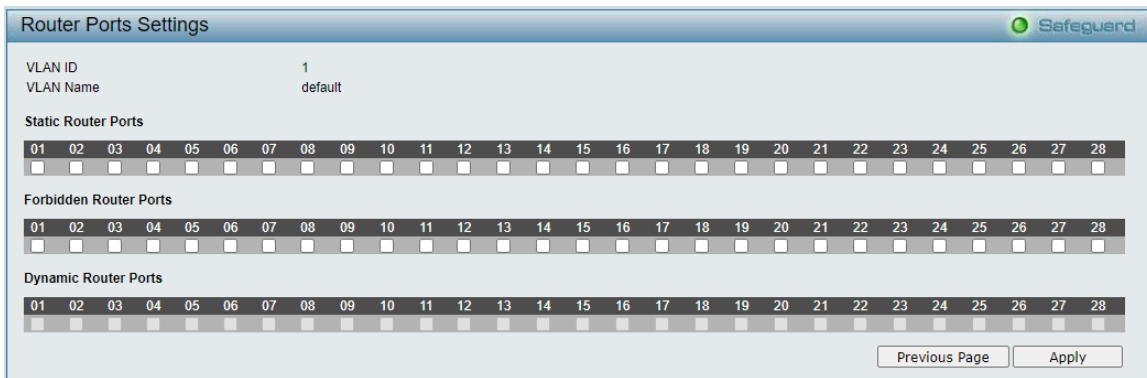 Router Ports Settings Safeguard
VLAN ID 1
VLAN Name default
Static Router Ports
01 02 03 04 05 06 07 08 09 10 11 12 13 14 15 16 17 18 19 20 21 22 23 24 25 26 27 28
Forbidden Router Ports
01 02 03 04 05 06 07 08 09 10 11 12 13 14 15 16 17 18 19 20 21 22 23 24 25 26 27 28
Dynamic Router Ports
01 02 03 04 05 06 07 08 09 10 11 12 13 14 15 16 17 18 19 20 21 22 23 24 25 26 27 28
Previous Page Apply